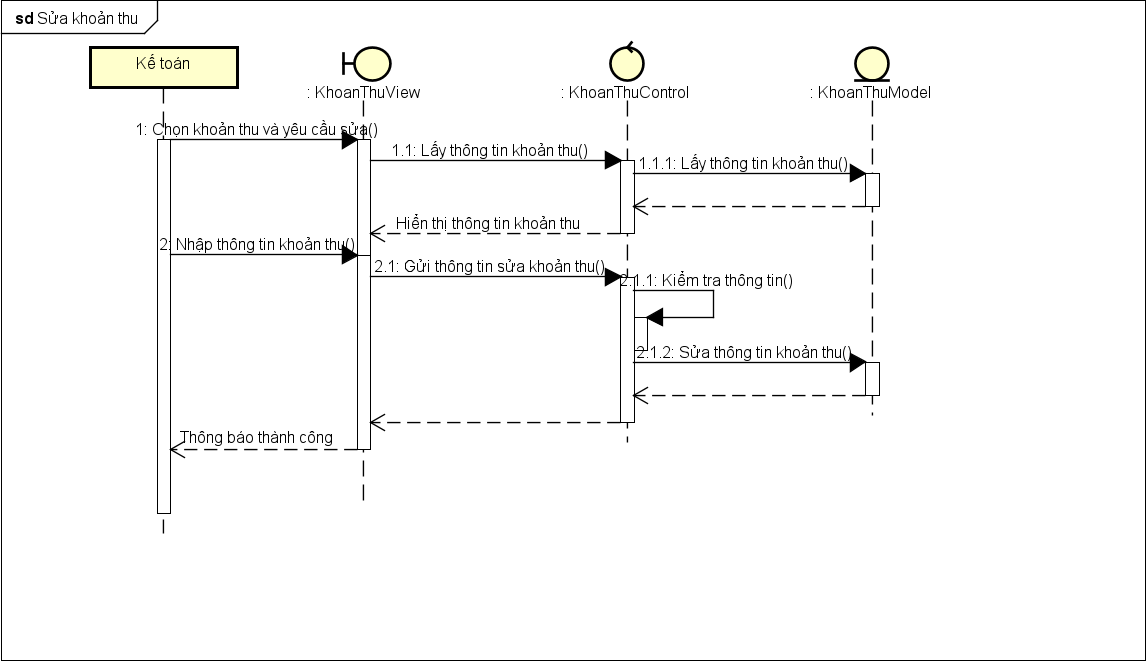 sd Sửa khoản thu
Kế toán
: KhoanThuView
: KhoanThuControl
: KhoanThuModel
1: Chọn khoản thu và yêu cầu sửa()
1.1: Lấy thông tin khoản thu()
1.1.1: Lấy thông tin khoản thu()
Hiển thị thông tin khoản thu
2: Nhập thông tin khoản thu()
2.1: Gửi thông tin sửa khoản thu()
2.1.1: Kiểm tra thông tin()
2.1.2: Sửa thông tin khoản thu()
Thông báo thành công